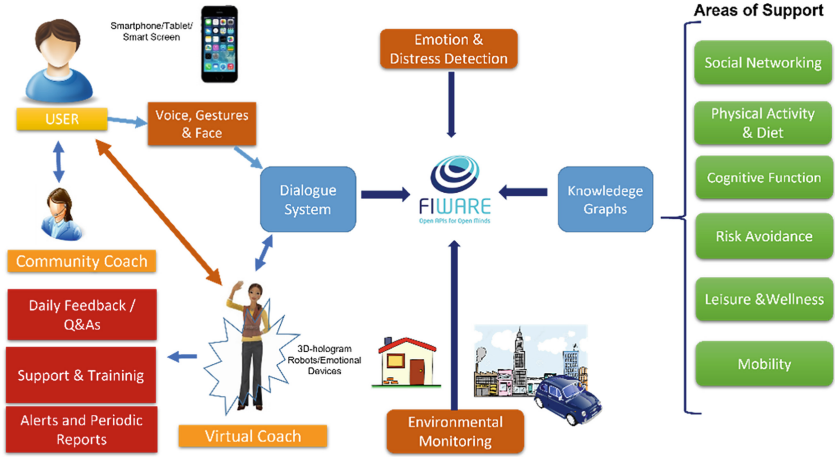 Areas of Support
Smartphone/Tablet/
Smart Screen
Emotion &
Distress Detection
Social Networking
USER
Voice, Gestures
& Face
Physical Activity
& Diet
Dialogue
System
FIWARE
Open APIs for Open Minds
Knowledege
Graphs
Cognitive Function
Risk Avoidance
Community Coach
Daily Feedback /
Q&As
Leisure &Wellness
3D-hologram
Robots/Emotional
Devices
Support & Traininig
Mobility
Alerts and Periodic
Reports
Virtual Coach
Environmental
Monitoring